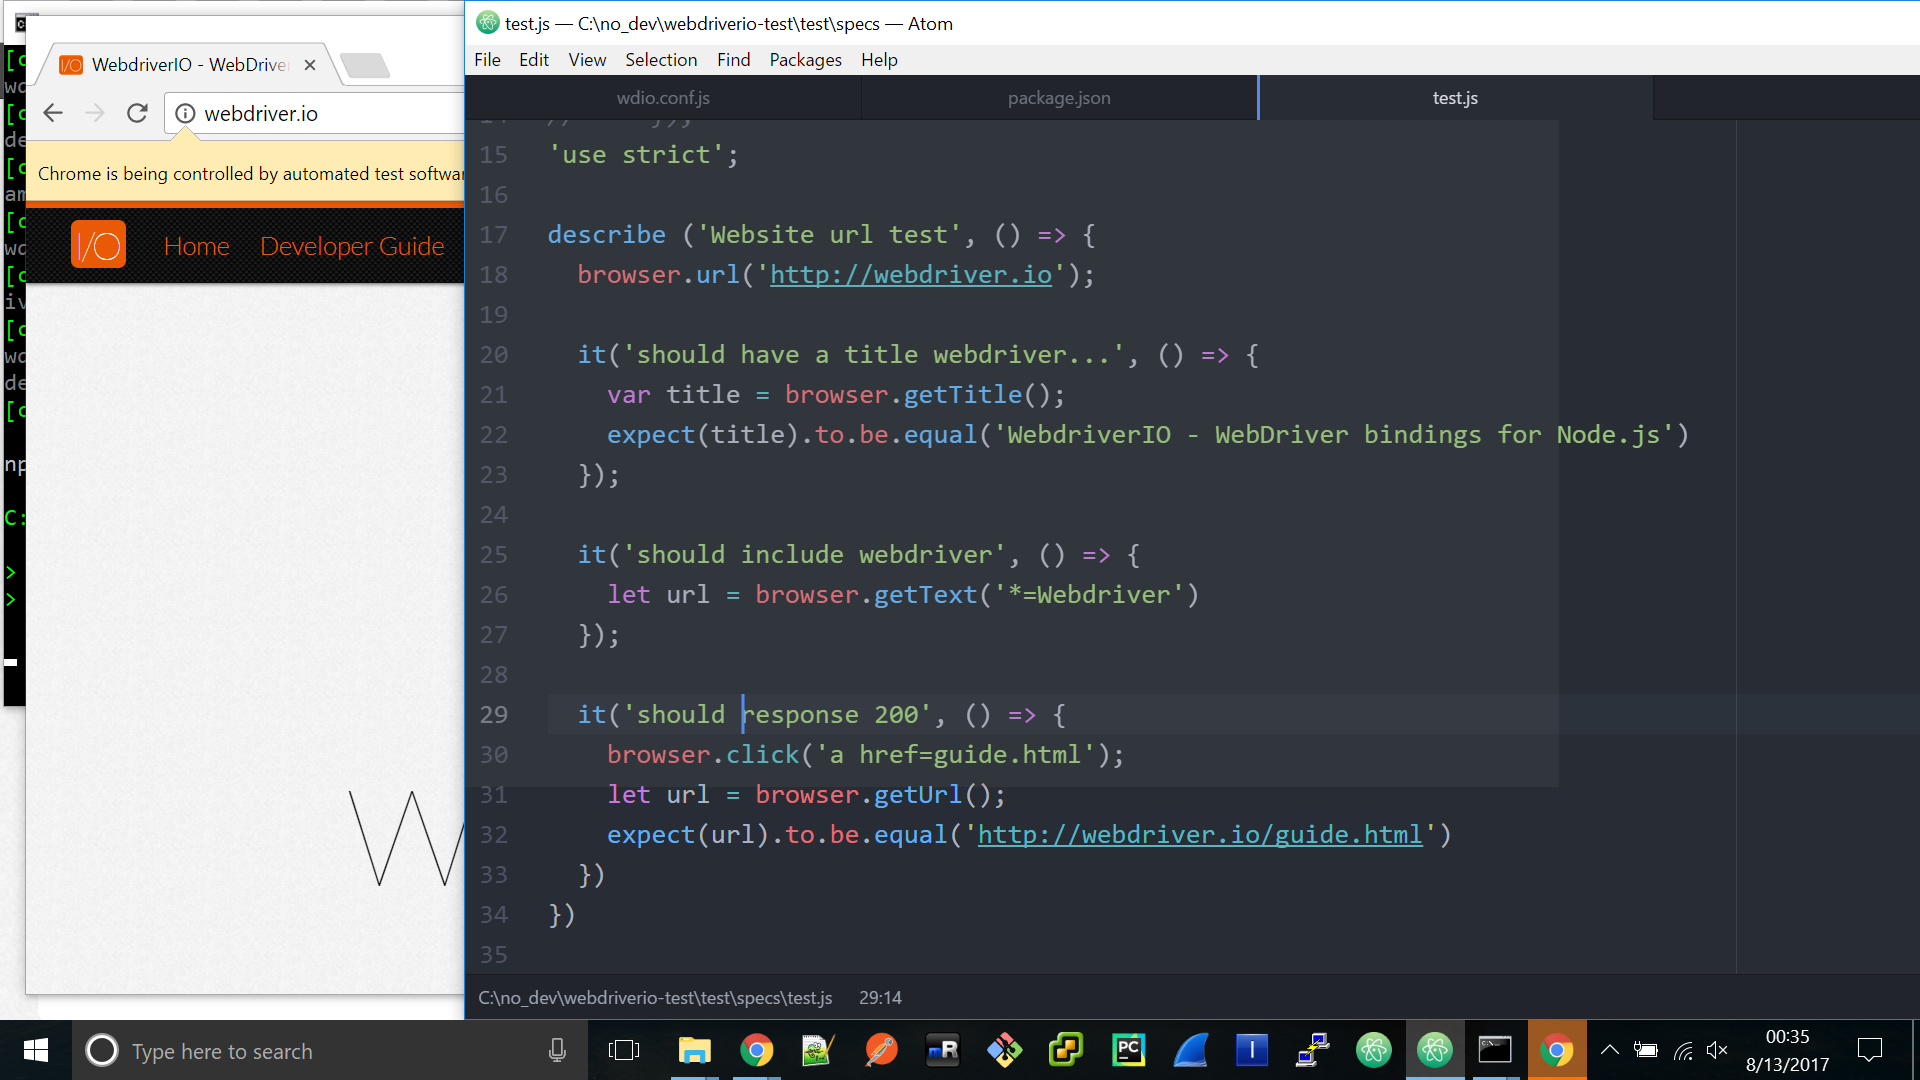 test.js — C:\no_dev\webdriverio-test\test\specs — Atom
File Edit View Selection Find Packages Help
wdio.conf.js package.json test.js
I/O WebdriverIO - WebDrive
webdriver.io
Chrome is being controlled by automated test softwar
I/O Home Developer Guide
W
15 'use strict';
16
17 describe ('Website url test', () => {
18 browser.url('http://webdriver.io');
19
20 it('should have a title webdriver...', () => {
21 var title = browser.getTitle();
22 expect(title).to.be.equal('WebdriverIO - WebDriver bindings for Node.js')
23 });
24
25 it('should include webdriver', () => {
26 let url = browser.getText('*=Webdriver')
27 });
28
29 it('should response 200', () => {
30 browser.click('a href=guide.html');
31 let url = browser.getUrl();
32 expect(url).to.be.equal('http://webdriver.io/guide.html')
33 })
34 })
35
C:\no_dev\webdriverio-test\test\specs\test.js 29:14
Type here to search
00:35
8/13/2017